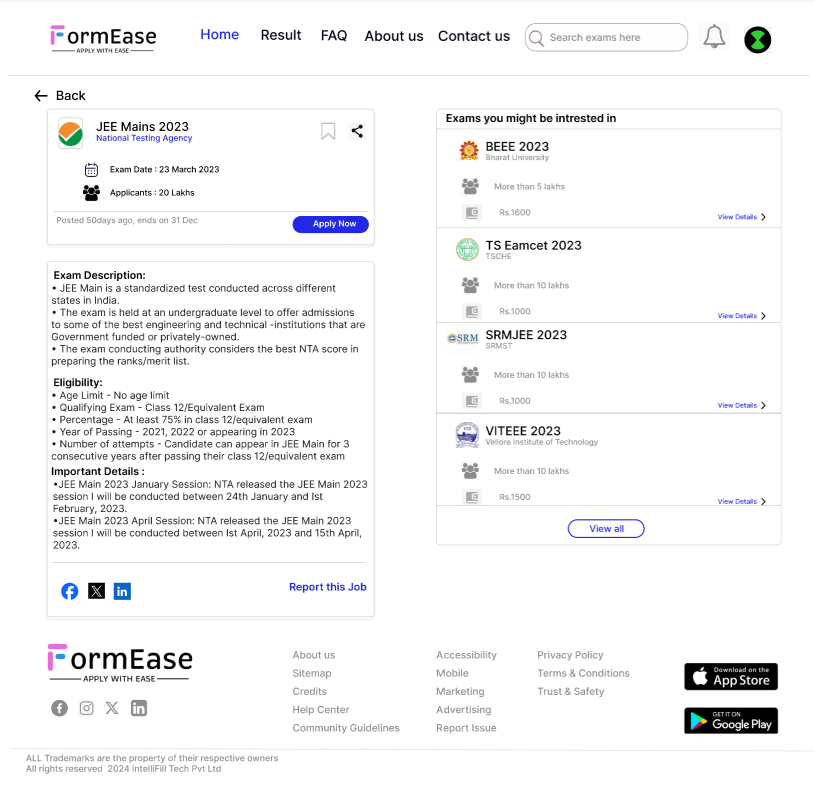 FormEase
APPLY WITH EASE
Home Result FAQ About us Contact us Search exams here
Back
JEE Mains 2023
National Testing Agency
Exam Date : 23 March 2023
Applicants : 20 Lakhs
Posted 50days ago, ends on 31 Dec
Apply Now
Exam Description:
• JEE Main is a standardized test conducted across different
states in India.
• The exam is held at an undergraduate level to offer admissions
to some of the best engineering and technical -institutions that are
Government funded or privately-owned.
• The exam conducting authority considers the best NTA score in
preparing the ranks/merit list.
Eligibility:
• Age Limit - No age limit
• Qualifying Exam - Class 12/Equivalent Exam
• Percentage - At least 75% in class 12/equivalent exam
• Year of Passing - 2021, 2022 or appearing in 2023
• Number of attempts - Candidate can appear in JEE Main for 3
consecutive years after passing their class 12/equivalent exam
Important Details :
•JEE Main 2023 January Session: NTA released the JEE Main 2023
session I will be conducted between 24th January and Ist
February, 2023.
•JEE Main 2023 April Session: NTA released the JEE Main 2023
session I will be conducted between Ist April, 2023 and 15th April,
2023.
Report this Job
Exams you might be intrested in
BEEE 2023
Bharat University
More than 5 lakhs
Rs.1600
View Details
TS Eamcet 2023
TSCHE
More than 10 lakhs
Rs.1000
View Details
SRM
SRMJEE 2023
SRMST
More than 10 lakhs
Rs.1000
View Details
VITEEE 2023
Vellore Institute of Technology
More than 10 lakhs
Rs.1500
View Details
View all
FormEase
APPLY WITH EASE
About us
Sitemap
Credits
Help Center
Community Guidelines
Accessibility
Mobile
Marketing
Advertising
Report Issue
Privacy Policy
Terms & Conditions
Trust & Safety
Download on the
App Store
GET IT ON
Google Play
ALL Trademarks are the property of their respective owners
All rights reserved 2024 intelliFill Tech Pvt Ltd